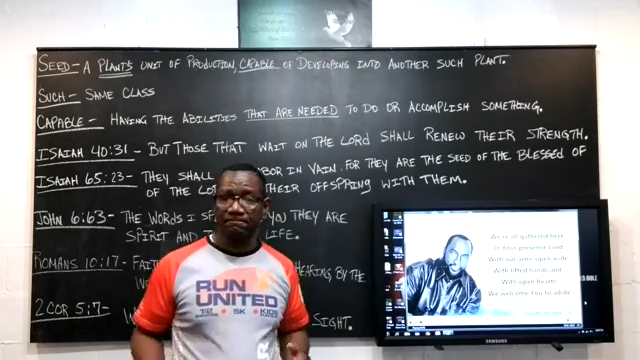 SEED- A PLANT'S UNIT OF PRODUCTION, CAPABLE OF DEVELOPING INTO ANOTHER SUCH PLANT.
SUCH- SAME CLASS
CAPABLE- HAVING THE ABILITIES THAT ARE NEEDED TO DO OR ACCOMPLISH SOMETHING.
ISAIAH 40:31- BUT THOSE THAT WAIT ON THE LORD SHALL RENEW THEIR STRENGTH.
ISAIAH 65:23- THEY SHALL IN VAIN. FOR THEY ARE THE SEED OF THE BLESSED OF
OF THE THEIR OFFSPRING WITH THEM.
JOHN 6:63- THE WORDS I YOU THEY ARE
SPIRIT AND LIFE.
ROMANS 10:17- HEARING BY THE
2 COR 5:7- SIGHT.
We're all gathered here
In Your presence Lord
With our arms open wide
With lifted hands and
With open hearts
We welcome You to abide
SAMSUNG
BIBLE
RUN
UNITED
5K
KIDS